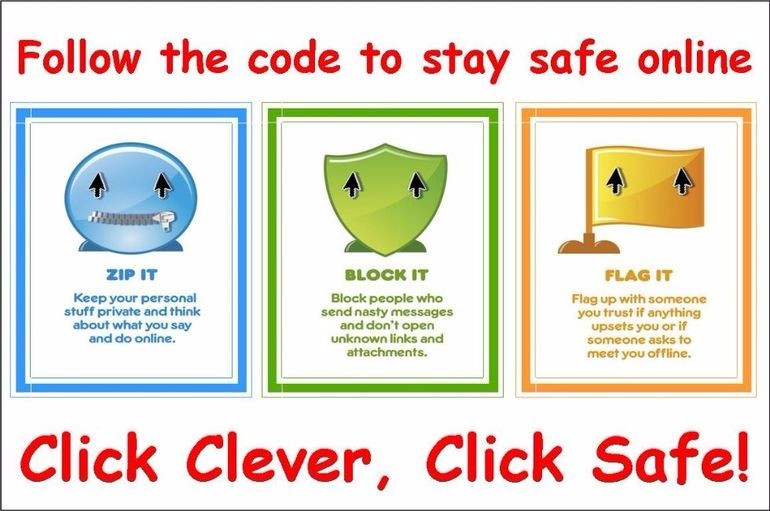 Follow the code to stay safe online
ZIP IT
Keep your personal
stuff private and think
about what you say
and do online.
BLOCK IT
Block people who
send nasty messages
and don't open
unknown links and
attachments.
FLAG IT
Flag up with someone
you trust if anything
upsets you or if
someone asks to
meet you offline.
Click Clever, Click Safe!